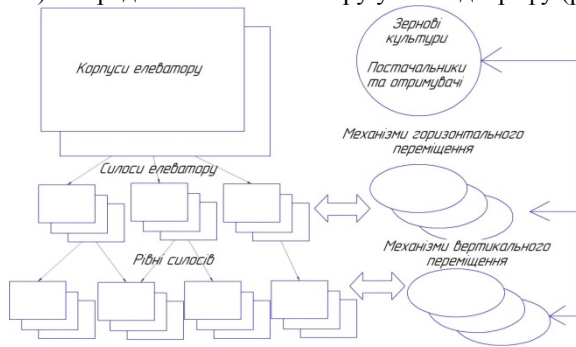 Зернові
культури
Постачальники
та отримувачі
Корпуси елеватору
Механізми горизонтального
переміщення
Силоси елеватору
Механізми вертикального
переміщення
Рівні силосів